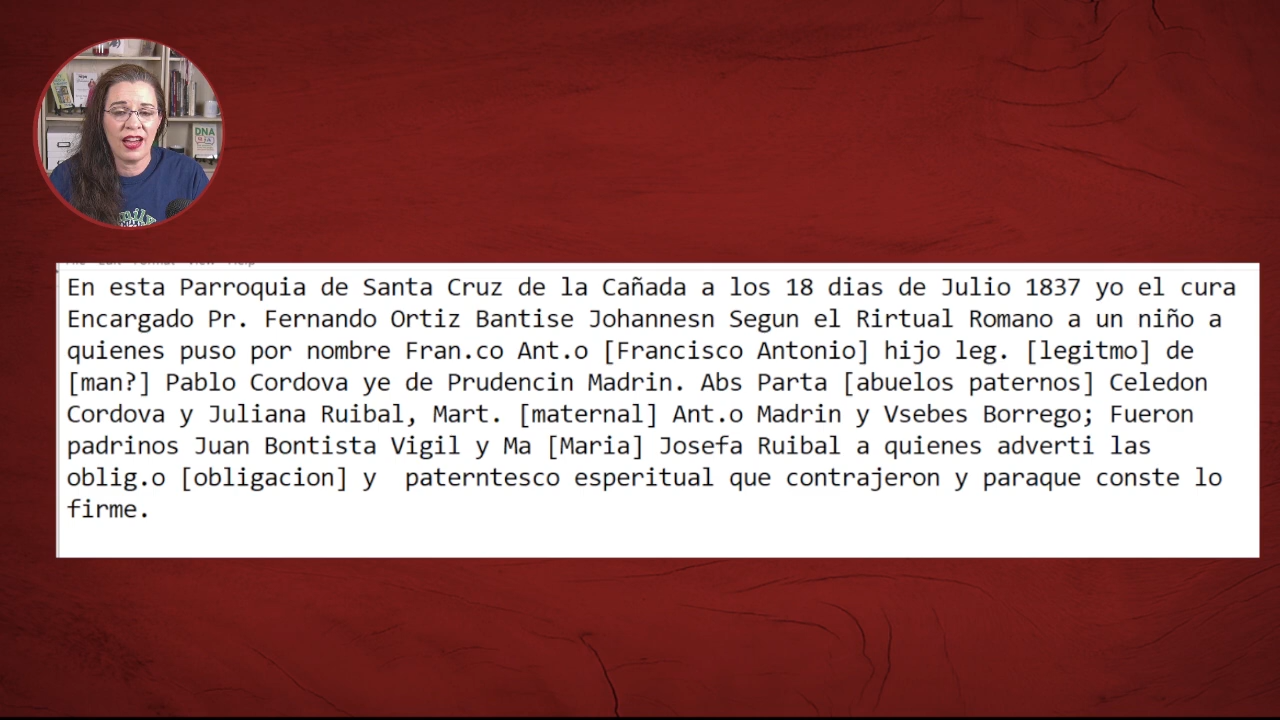 DNA
En esta Parroquia de Santa Cruz de la Cañada a los 18 dias de Julio 1837 yo el cura
Encargado Pr. Fernando Ortiz Bantise Johannesn Segun el Rirtual Romano a un niño a
quienes puso por nombre Fran.co Ant.o [Francisco Antonio] hijo leg. [legitmo] de
[man?] Pablo Cordova ye de Prudencin Madrin. Abs Parta [abuelos paternos] Celedon
Cordova y Juliana Ruibal, Mart. [maternal] Ant.o Madrin y Vsebes Borrego; Fueron
padrinos Juan Bontista Vigil y Ma [Maria] Josefa Ruibal a quienes adverti las
oblig.o [obligacion] y  paterntesco esperitual que contrajeron y paraque conste lo
firme.